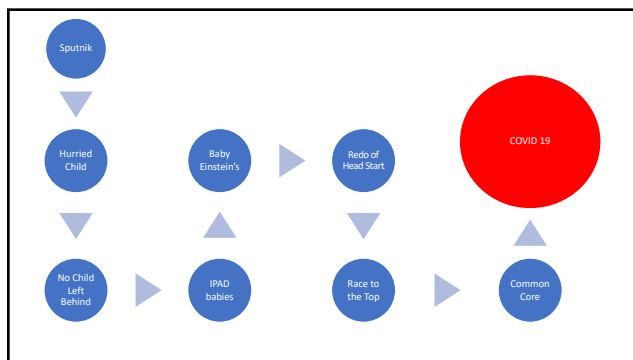 Sputnik
Hurried
Child
No Child
Left
Behind
IPAD
babies
Baby
Einstein's
Redo of
Head Start
Race to
the Top
Common
Core
COVID 19